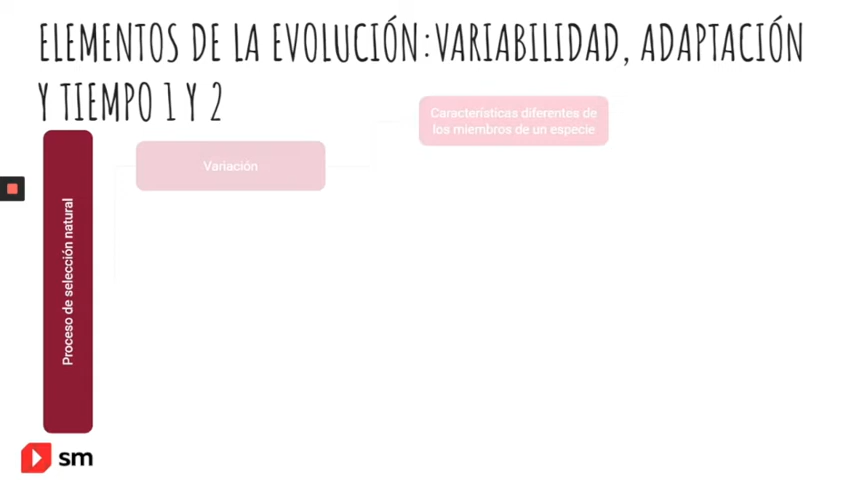 ELEMENTOS DE LA EVOLUCIÓN:VARIABILIDAD, ADAPTACIÓN
Y TIEMPO 1 Y 2
Características diferentes de
los miembros de un especie
Variación
Proceso de selección natural
sm